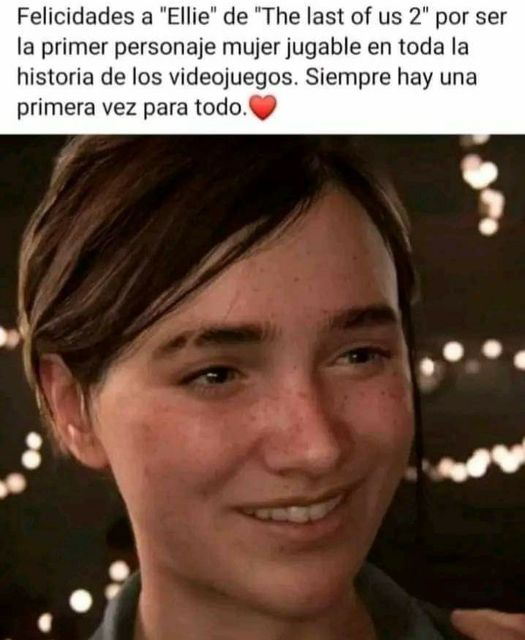 Felicidades a "Ellie" de "The last of us 2" por ser
la primer personaje mujer jugable en toda la
historia de los videojuegos. Siempre hay una
primera vez para todo.❤️